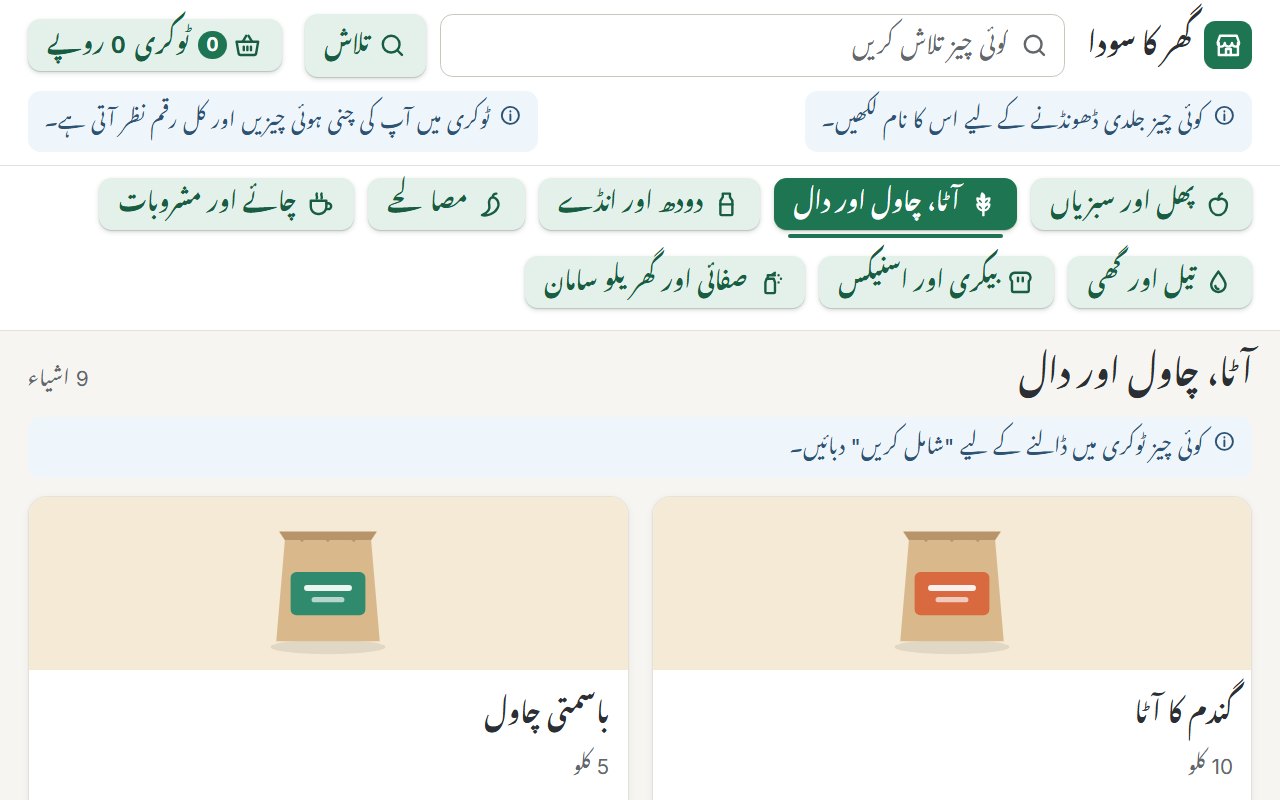 گھر کا سودا
کوئی چیز تلاش کریں
تلاش
0 ٹوکری 0 روپے
کوئی چیز جلدی ڈھونڈنے کے لیے اس کا نام لکھیں۔
ٹوکری میں آپ کی چنی ہوئی چیزیں اور کل رقم نظر آتی ہے۔
پھل اور سبزیاں
آٹا، چاول اور دال
دودھ اور انڈے
مصالحے
چائے اور مشروبات
تیل اور گھی
بیکری اور اسنیکس
صفائی اور گھریلو سامان
آٹا، چاول اور دال
9 اشیاء
کوئی چیز ٹوکری میں ڈالنے کے لیے "شامل کریں" دبائیں۔
گندم کا آٹا
10 کلو
باسمتی چاول
5 کلو